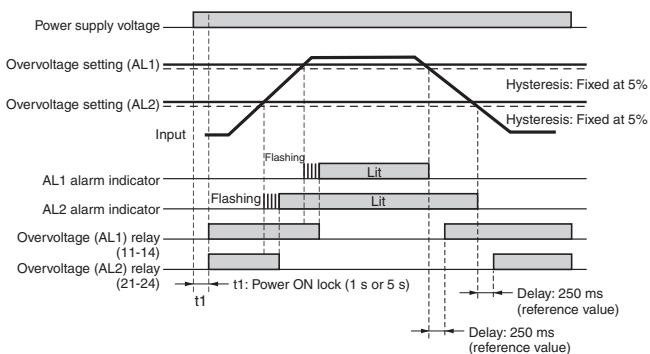 Power supply voltage
Overvoltage setting (AL1)
Hysteresis: Fixed at 5%
Overvoltage setting (AL2)
Hysteresis: Fixed at 5%
Input
Flashing
Lit
AL1 alarm indicator
Flashing
Lit
AL2 alarm indicator
Overvoltage (AL1) relay
(11-14)
Overvoltage (AL2) relay
(21-24)
t1: Power ON lock (1 s or 5 s)
t1
Delay: 250 ms
(reference value)
Delay: 250 ms
(reference value)